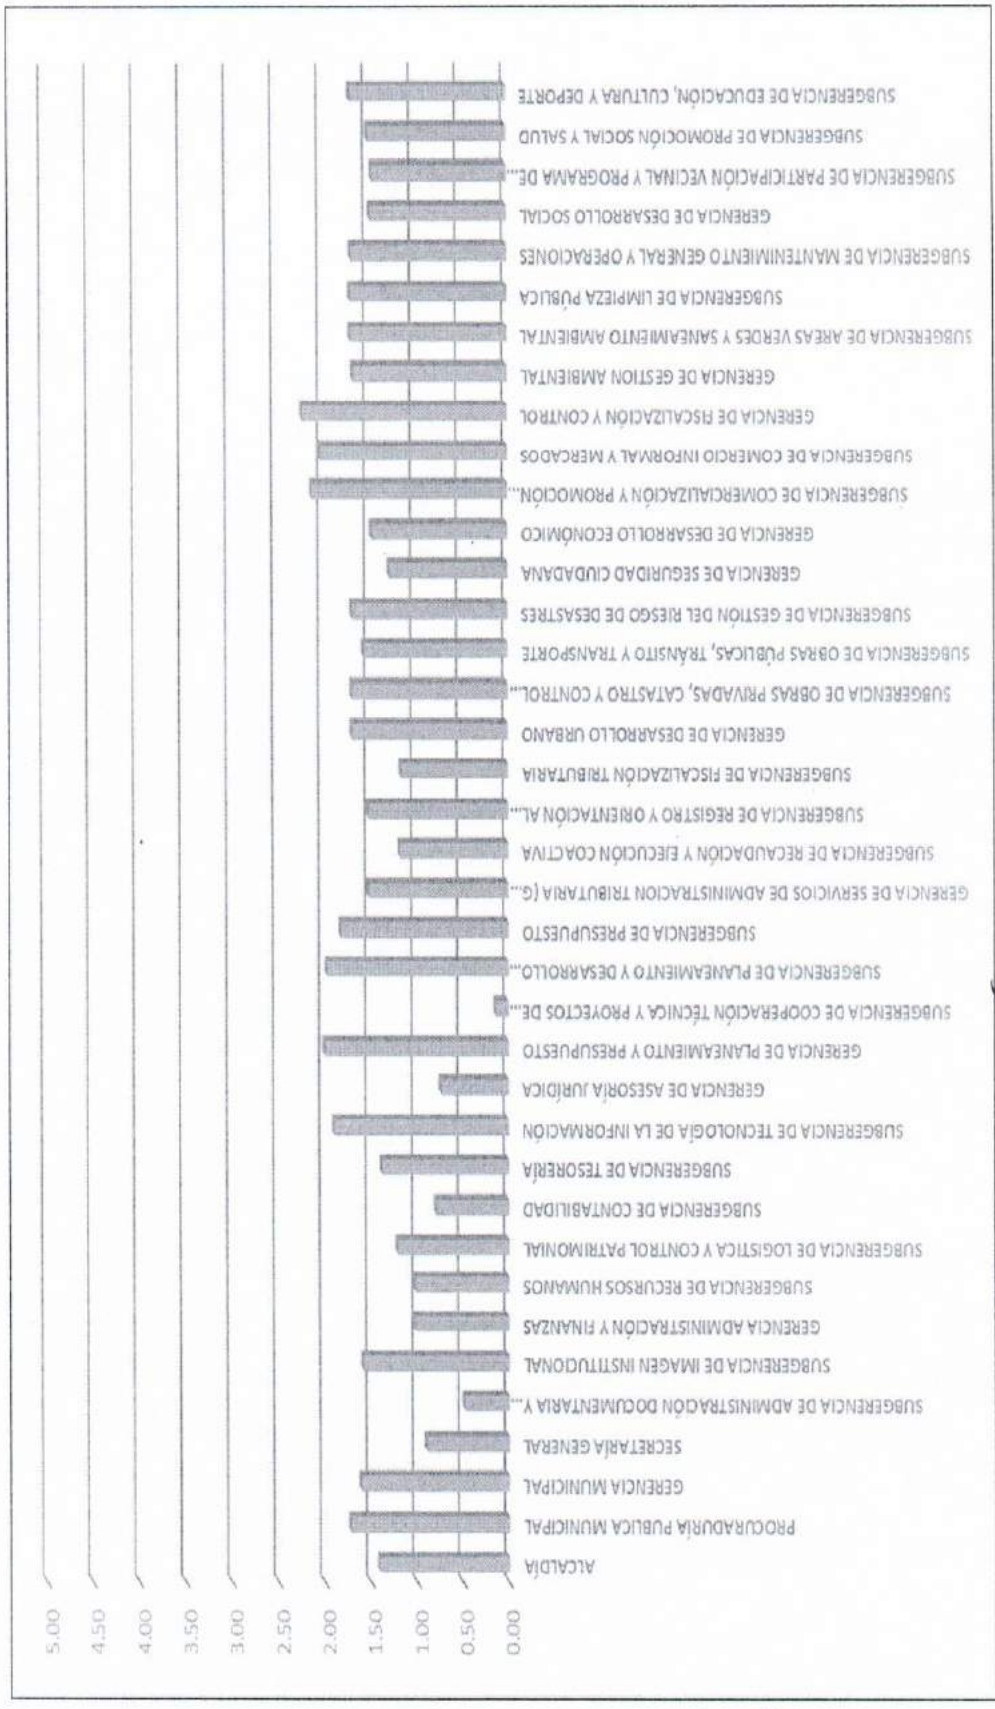 5.00
4.50
4.00
3.50
3.00
2.50
2.00
1.50
1.00
0.50
0.00
ALCALDÍA
PROCURADURÍA PUBLICA MUNICIPAL
GERENCIA MUNICIPAL
SECRETARÍA GENERAL
SUBGERENCIA DE ADMINISTRACIÓN DOCUMENTARIA Y...
SUBGERENCIA DE IMAGEN INSTITUCIONAL
GERENCIA ADMINISTRACIÓN Y FINANZAS
SUBGERENCIA DE RECURSOS HUMANOS
SUBGERENCIA DE LOGISTICA Y CONTROL PATRIMONIAL
SUBGERENCIA DE CONTABILIDAD
SUBGERENCIA DE TESORERÍA
SUBGERENCIA DE TECNOLOGÍA DE LA INFORMACIÓN
GERENCIA DE ASESORÍA JURÍDICA
GERENCIA DE PLANEAMIENTO Y PRESUPUESTO
SUBGERENCIA DE COOPERACIÓN TÉCNICA Y PROYECTOS DE...
SUBGERENCIA DE PLANEAMIENTO Y DESARROLLO...
SUBGERENCIA DE PRESUPUESTO
GERENCIA DE SERVICIOS DE ADMINISTRACION TRIBUTARIA (G...
SUBGERENCIA DE RECAUDACIÓN Y EJECUCIÓN COACTIVA
SUBGERENCIA DE REGISTRO Y ORIENTACIÓN AL...
SUBGERENCIA DE FISCALIZACIÓN TRIBUTARIA
GERENCIA DE DESARROLLO URBANO
SUBGERENCIA DE OBRAS PRIVADAS, CATASTRO Y CONTROL...
SUBGERENCIA DE OBRAS PÚBLICAS, TRÁNSITO Y TRANSPORTE
SUBGERENCIA DE GESTIÓN DEL RIESGO DE DESASTRES
GERENCIA DE SEGURIDAD CIUDADANA
GERENCIA DE DESARROLLO ECONÓMICO
SUBGERENCIA DE COMERCIALIZACIÓN Y PROMOCIÓN...
SUBGERENCIA DE COMERCIO INFORMAL Y MERCADOS
GERENCIA DE FISCALIZACIÓN Y CONTROL
GERENCIA DE GESTION AMBIENTAL
SUBGERENCIA DE AREAS VERDES Y SANEAMIENTO AMBIENTAL
SUBGERENCIA DE LIMPIEZA PÚBLICA
SUBGERENCIA DE MANTENIMIENTO GENERAL Y OPERACIONES
GERENCIA DE DESARROLLO SOCIAL
SUBGERENCIA DE PARTICIPACIÓN VECINAL Y PROGRAMA DE...
SUBGERENCIA DE PROMOCIÓN SOCIAL Y SALUD
SUBGERENCIA DE EDUCACIÓN, CULTURA Y DEPORTE